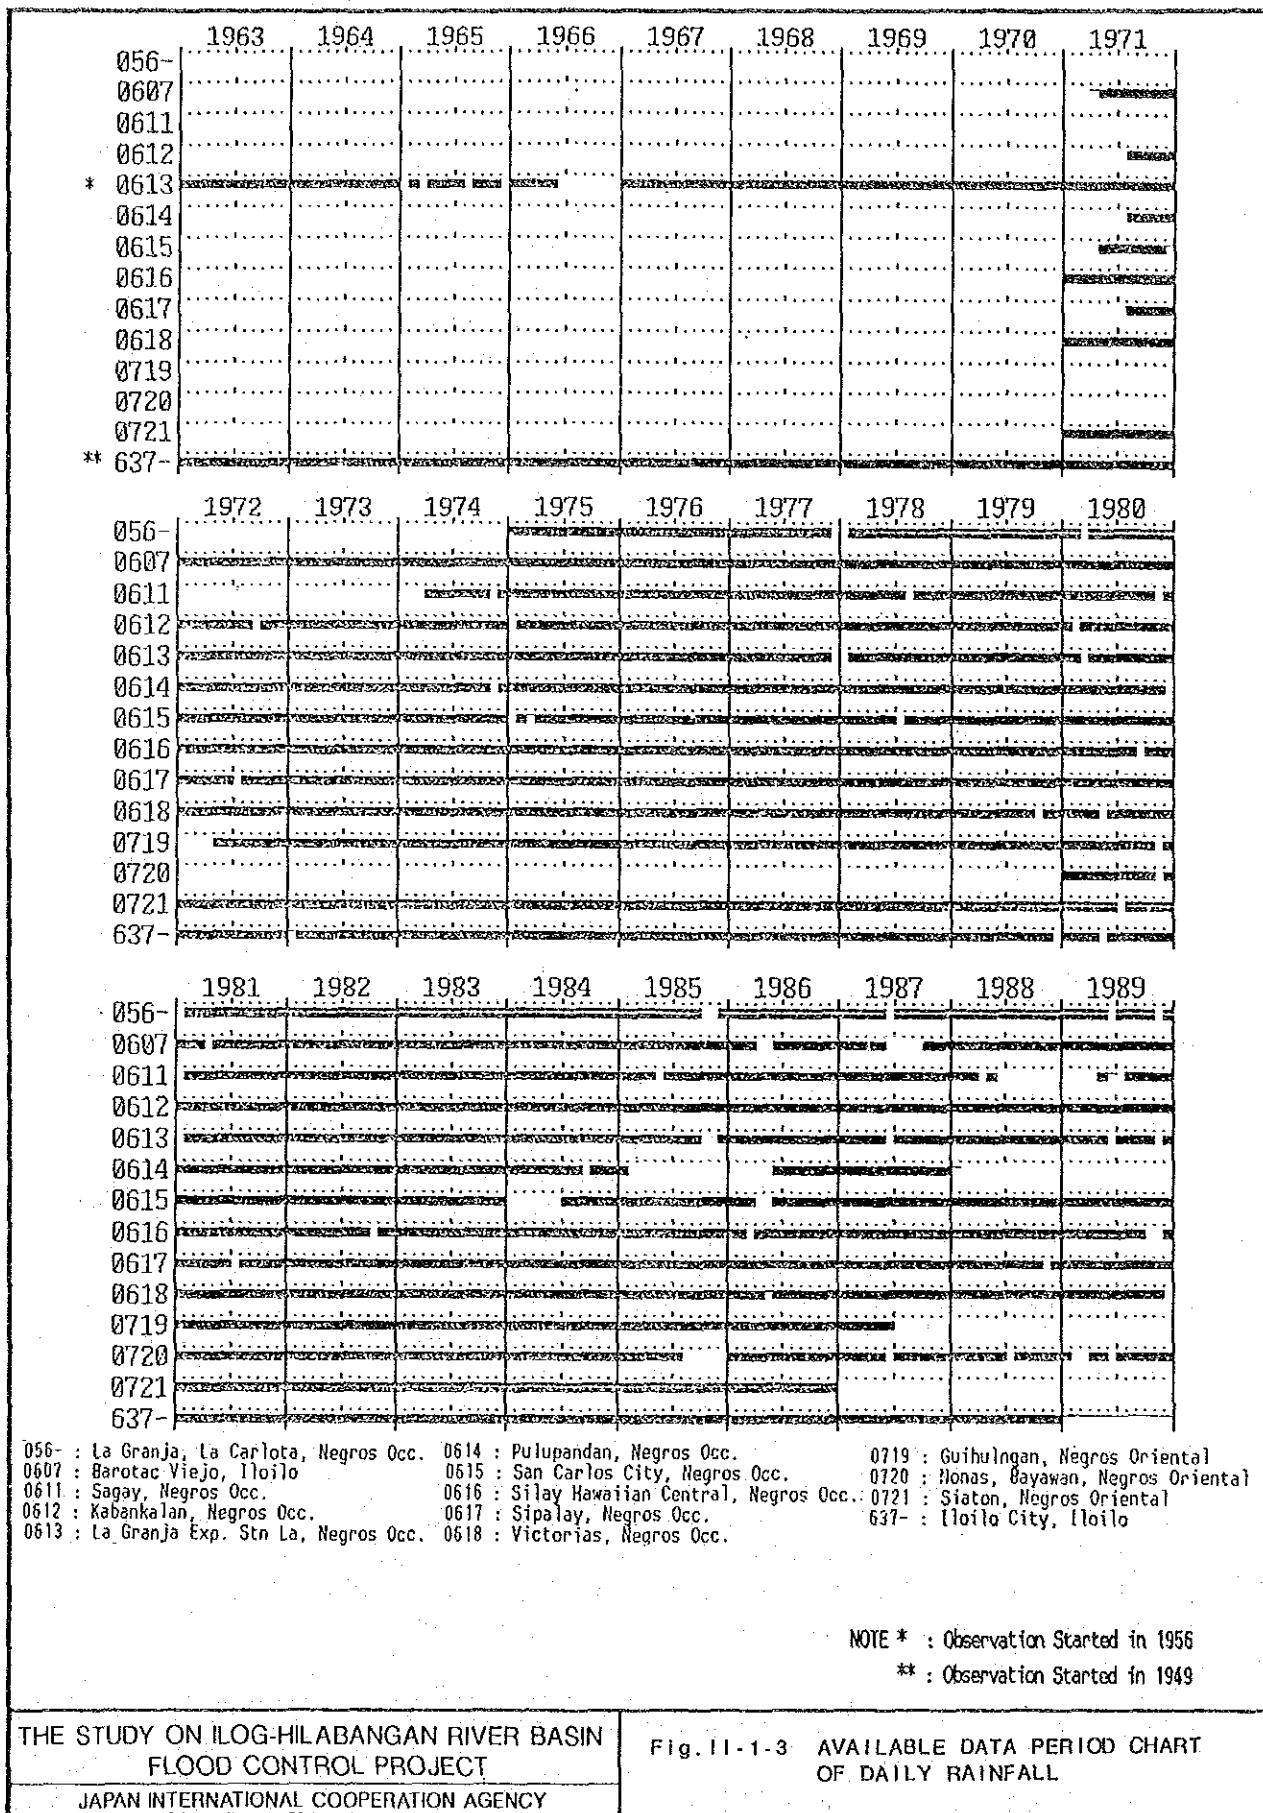 1963 1964 1965 1966 1967 1968 1969 1970 1971
056-
0607
0611
0612
* 0613
0614
0615
0616
0617
0618
0719
0720
0721
** 637-
1972 1973 1974 1975 1976 1977 1978 1979 1980
056-
0607
0611
0612
0613
0614
0615
0616
0617
0618
0719
0720
0721
637-
1981 1982 1983 1984 1985 1986 1987 1988 1989
056-
0607
0611
0612
0613
0614
0615
0616
0617
0618
0719
0720
0721
637-
056- : La Granja, La Carlota, Negros Occ. 0614 : Pulupandan, Negros Occ. 0719 : Guihulngan, Negros Oriental
0607 : Barotac Viejo, Iloilo 0615 : San Carlos City, Negros Occ. 0720 : Nonas, Bayawan, Negros Oriental
0611 : Sagay, Negros Occ. 0616 : Silay Hawaiian Central, Negros Occ. 0721 : Siaton, Negros Oriental
0612 : Kabankalan, Negros Occ. 0617 : Sipalay, Negros Occ. 637- : Iloilo City, Iloilo
0613 : La Granja Exp. Stn La, Negros Occ. 0618 : Victorias, Negros Occ.
NOTE * : Observation Started in 1956
** : Observation Started in 1949
THE STUDY ON ILOG-HILABANGAN RIVER BASIN
FLOOD CONTROL PROJECT
JAPAN INTERNATIONAL COOPERATION AGENCY
Fig. II-1-3 AVAILABLE DATA PERIOD CHART
OF DAILY RAINFALL